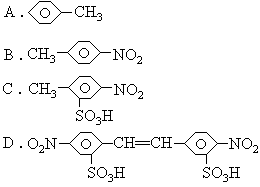 A. CH₃
B. CH₃ NO₂
C. CH₃ NO₂
SO₃H
D. O₂N CH=CH NO₂
SO₃H SO₃H